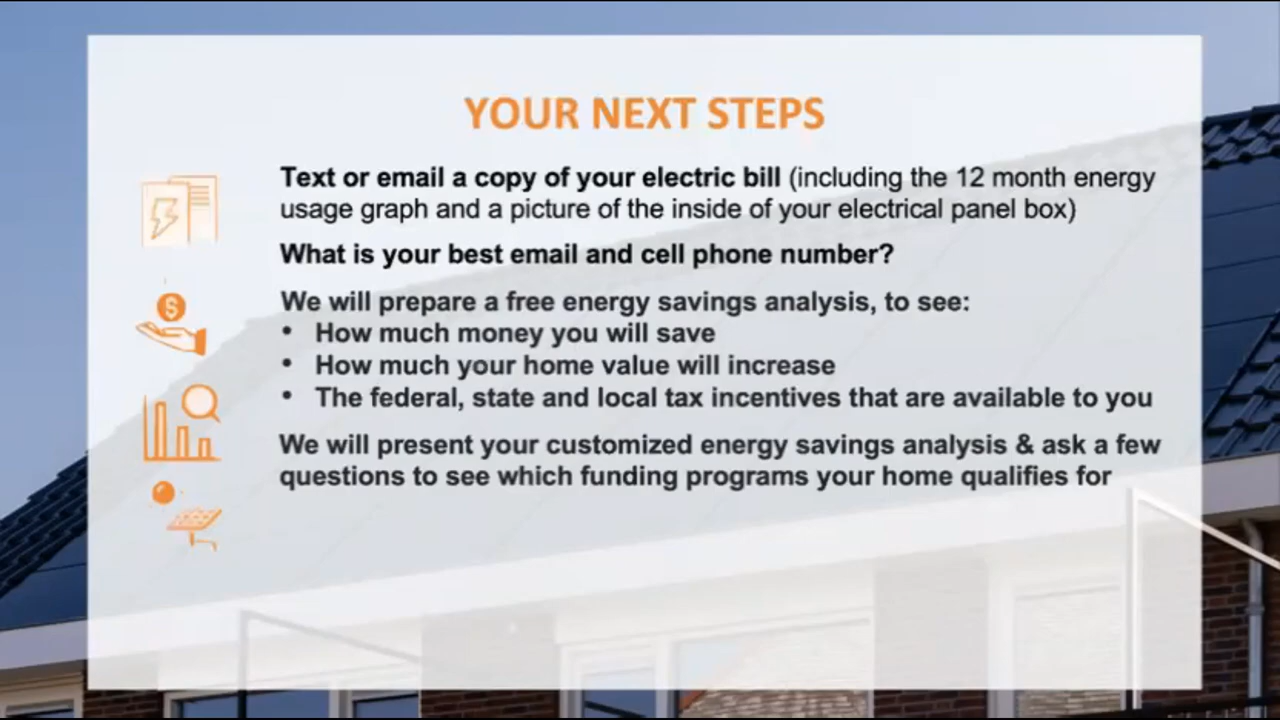 YOUR NEXT STEPS
Text or email a copy of your electric bill (including the 12 month energy
usage graph and a picture of the inside of your electrical panel box)
What is your best email and cell phone number?
We will prepare a free energy savings analysis, to see:
• How much money you will save
• How much your home value will increase
• The federal, state and local tax incentives that are available to you
We will present your customized energy savings analysis & ask a few
questions to see which funding programs your home qualifies for
$